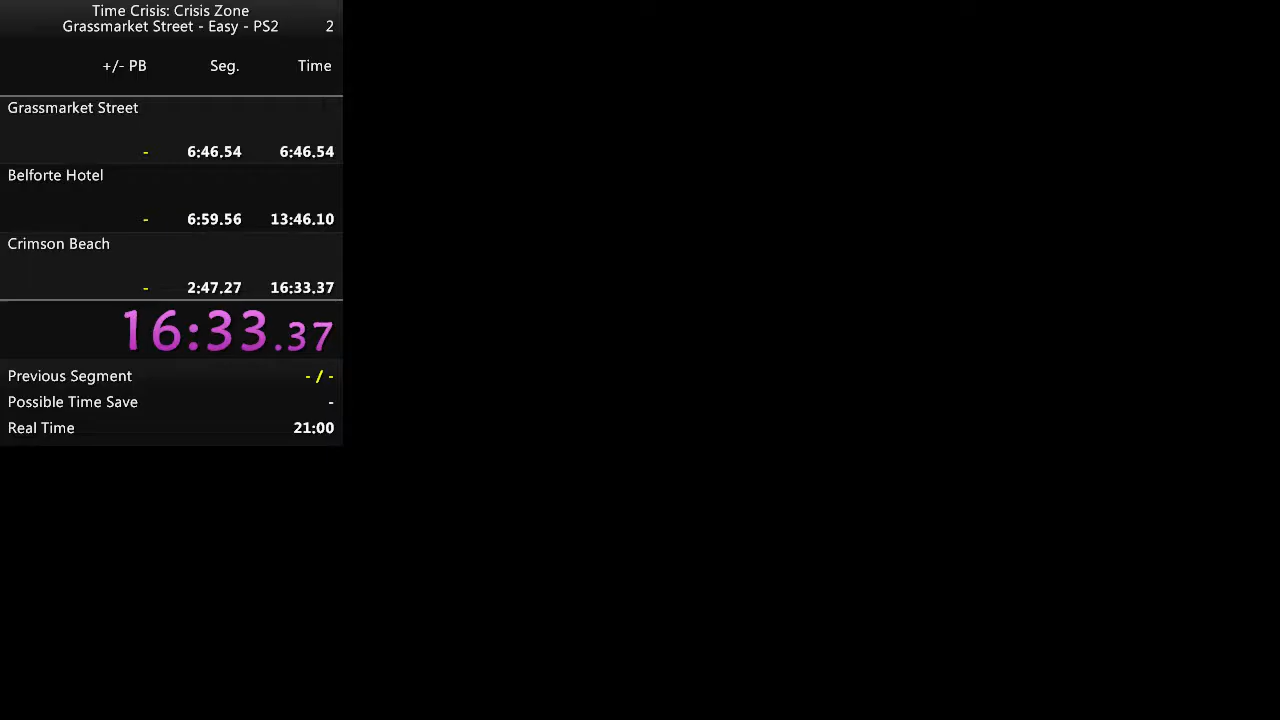 Time Crisis: Crisis Zone
Grassmarket Street - Easy - PS2 2
+/- PB Seg. Time
Grassmarket Street
- 6:46.54 6:46.54
Belforte Hotel
- 6:59.56 13:46.10
Crimson Beach
- 2:47.27 16:33.37
16:33.37
Previous Segment - / -
Possible Time Save -
Real Time 21:00